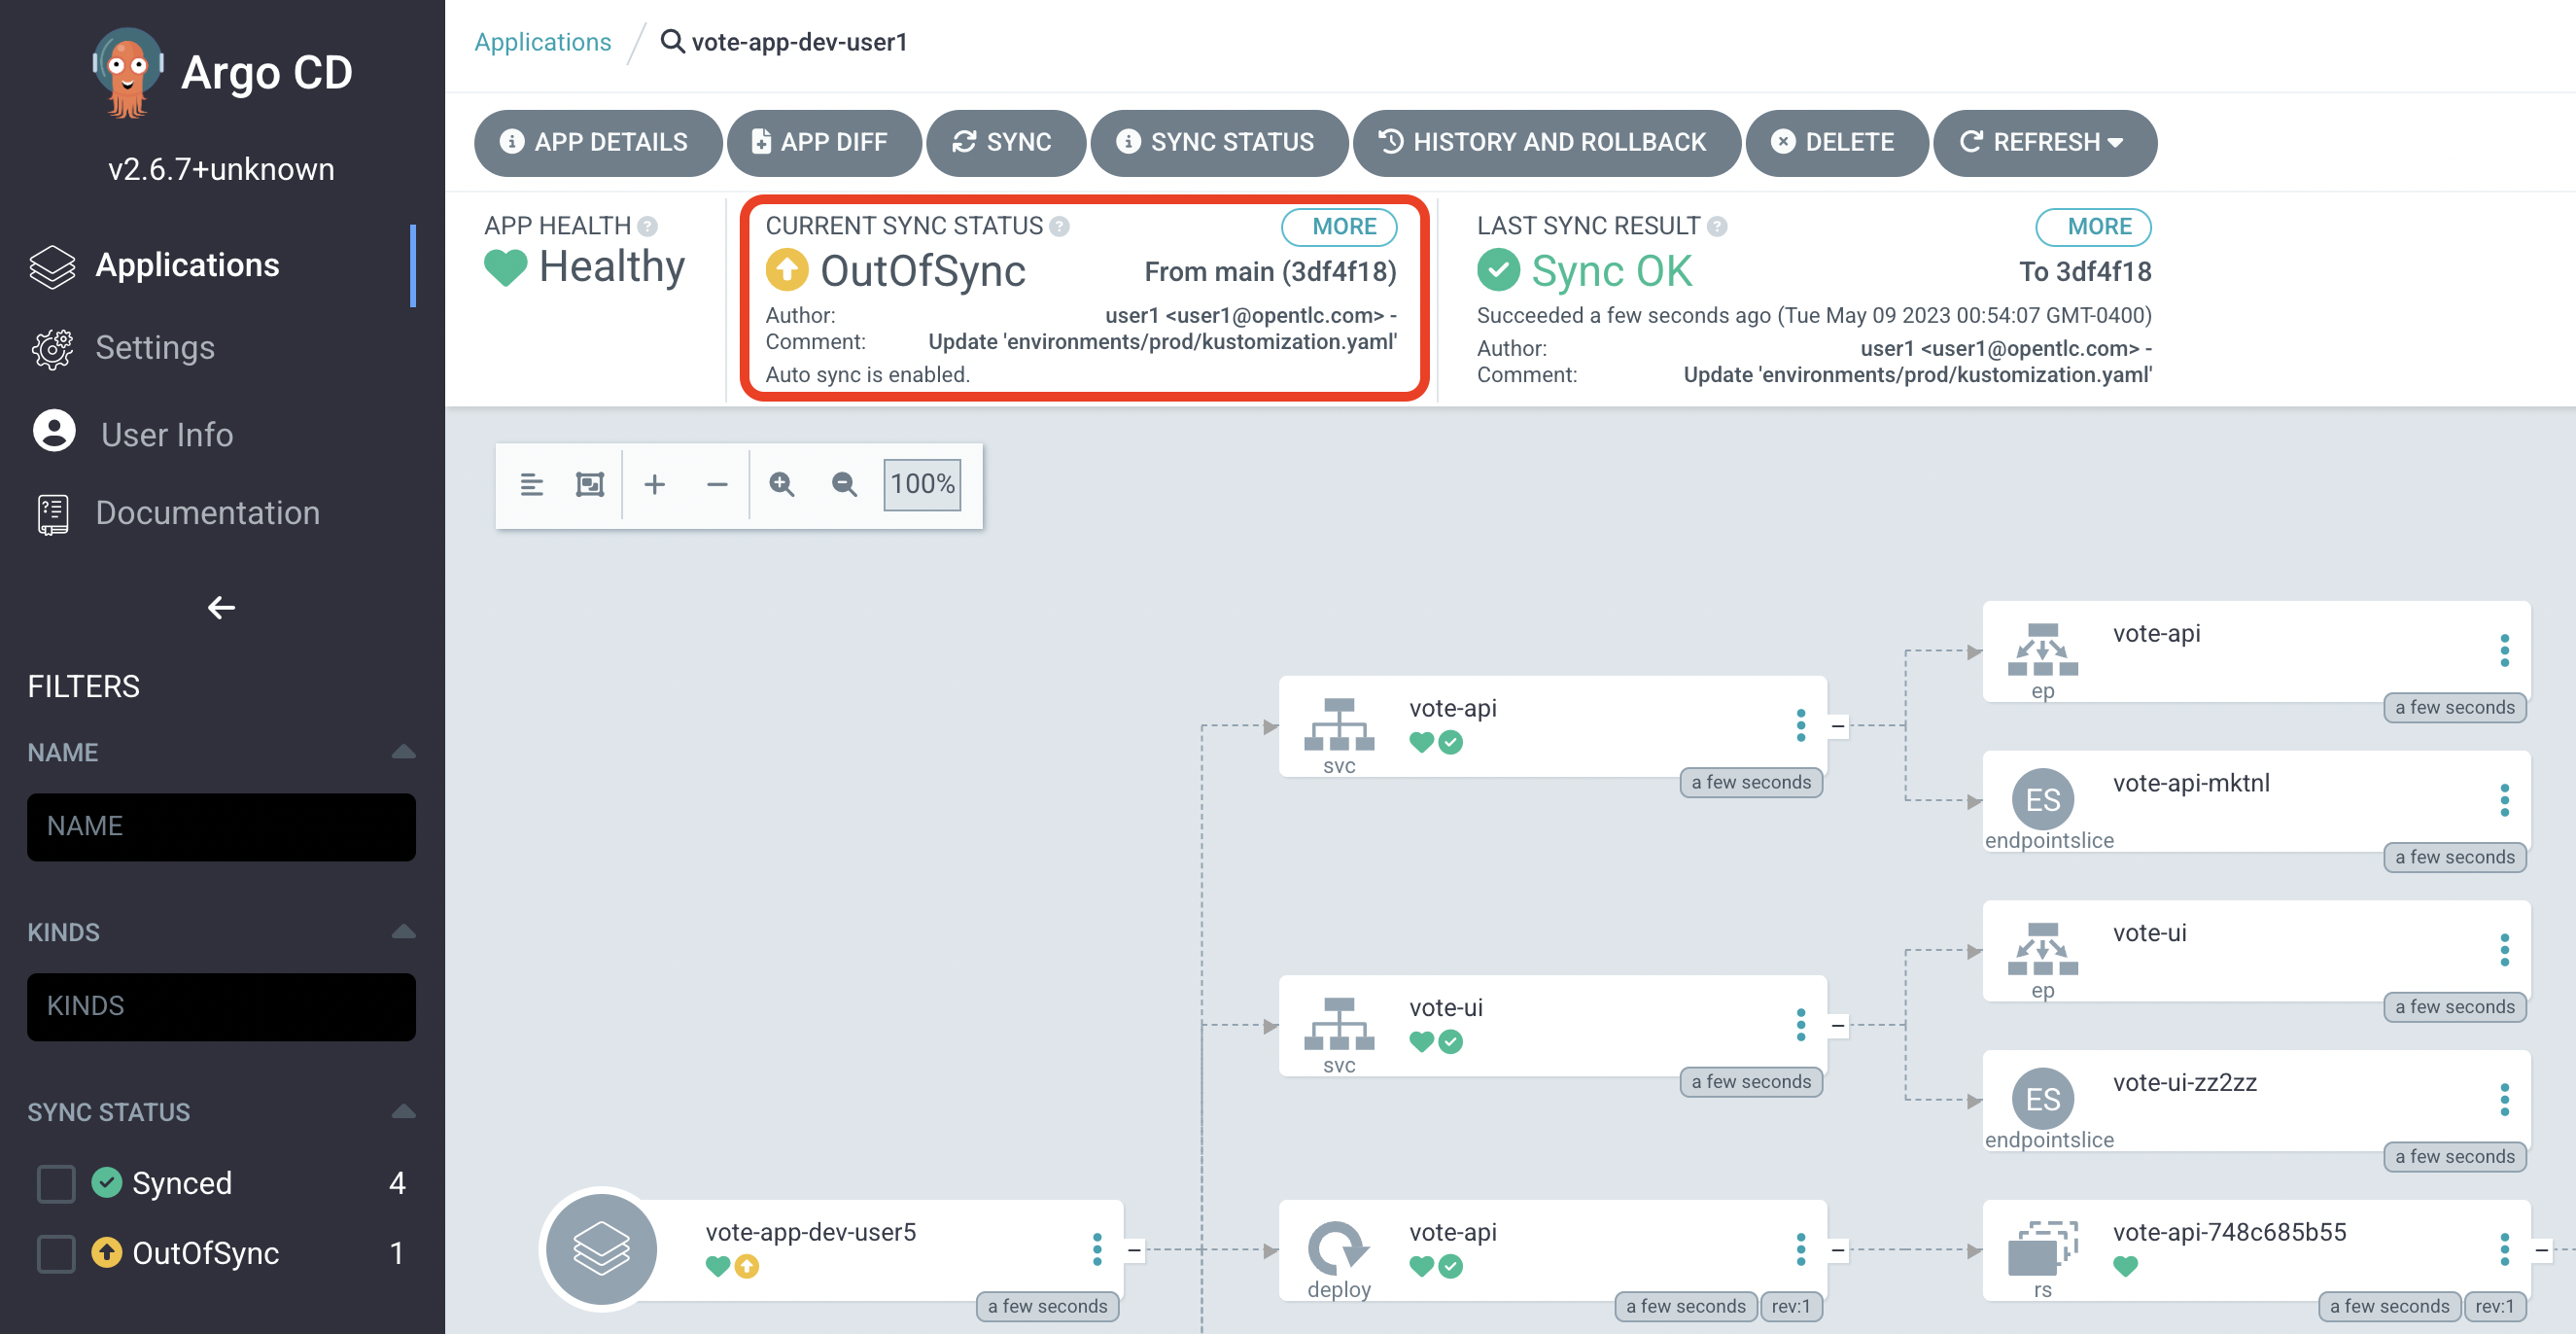 Argo CD
v2.6.7+unknown
Applications
Settings
User Info
Documentation
FILTERS
NAME
NAME
KINDS
KINDS
SYNC STATUS
Synced 4
OutOfSync 1
Applications / vote-app-dev-user1
APP DETAILS APP DIFF SYNC SYNC STATUS HISTORY AND ROLLBACK DELETE REFRESH
APP HEALTH ?
Healthy
CURRENT SYNC STATUS ? MORE
OutOfSync From main (3df4f18)
Author: user1 <user1@opentlc.com> -
Comment: Update 'environments/prod/kustomization.yaml'
Auto sync is enabled.
LAST SYNC RESULT ? MORE
Sync OK To 3df4f18
Succeeded a few seconds ago (Tue May 09 2023 00:54:07 GMT-0400)
Author: user1 <user1@opentlc.com> -
Comment: Update 'environments/prod/kustomization.yaml'
100%
vote-app-dev-user5
a few seconds
vote-api
svc
a few seconds
vote-ui
svc
a few seconds
vote-api
deploy
a few seconds rev:1
vote-api
ep
a few seconds
ES
vote-api-mktnl
endpointslice
a few seconds
vote-ui
ep
a few seconds
ES
vote-ui-zz2zz
endpointslice
a few seconds
vote-api-748c685b55
rs
a few seconds rev:1